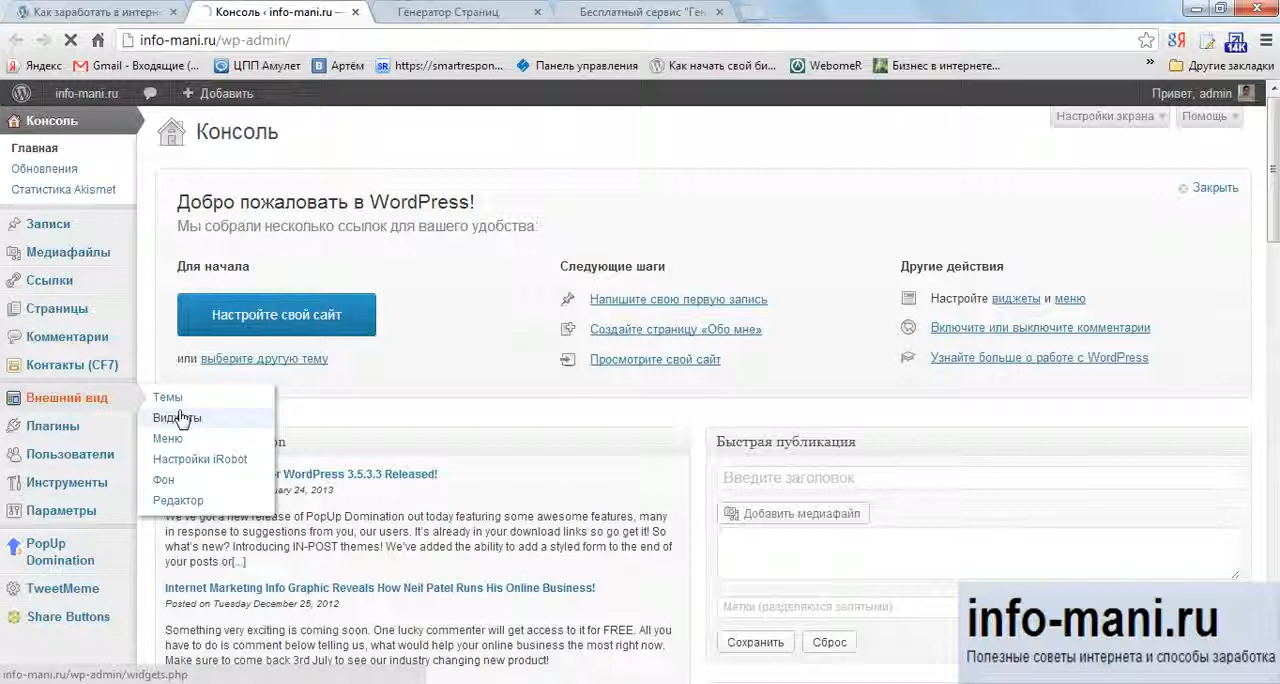 Как заработать в интерн
Консоль ‹ info-mani.ru —
Генератор Страниц
Бесплатный сервис "Ген
info-mani.ru/wp-admin/
14K
Яндекс
Gmail - Входящие (...
ЦПП Амулет
Артём
https://smartrespon...
Панель управления
Как начать свой би...
WebomeR
Бизнес в интернете...
»
Другие закладки
info-mani.ru
+ Добавить
Привет, admin
Консоль
Главная
Обновления
Статистика Akismet
Записи
Медиафайлы
Ссылки
Страницы
Комментарии
Контакты (CF7)
Внешний вид
Плагины
Пользователи
Инструменты
Параметры
PopUp
Domination
TweetMeme
Share Buttons
Темы
Виджеты
Меню
Настройки iRobot
Фон
Редактор
Консоль
Настройки экрана
Помощь
Закрыть
Добро пожаловать в WordPress!
Мы собрали несколько ссылок для вашего удобства:
Для начала
Настройте свой сайт
или выберите другую тему
Следующие шаги
Напишите свою первую запись
Создайте страницу «Обо мне»
Просмотрите свой сайт
Другие действия
Настройте виджеты и меню
Включите или выключите комментарии
Узнайте больше о работе с WordPress
on
r WordPress 3.5.3.3 Released!
uary 24, 2013
We've got a new release of PopUp Domination out today featuring some awesome features, many
in response to suggestions from you, our users. It's already in your download links so go get it! So
what's new? Introducing IN-POST themes! We've added the ability to add a styled form to the end of
your posts or[...]
Internet Marketing Info Graphic Reveals How Neil Patel Runs His Online Business!
Posted on Tuesday December 25, 2012
Something very exciting is coming soon. One lucky commenter will get access to it for FREE. All you
have to do is comment below telling us, what would help your online business the most right now.
Make sure to come back 3rd July to see our industry changing new product!
Быстрая публикация
Введите заголовок
Добавить медиафайл
Метки (разделяются запятыми)
Сохранить
Сброс
info-mani.ru/wp-admin/widgets.php
info-mani.ru
Полезные советы интернета и способы заработка